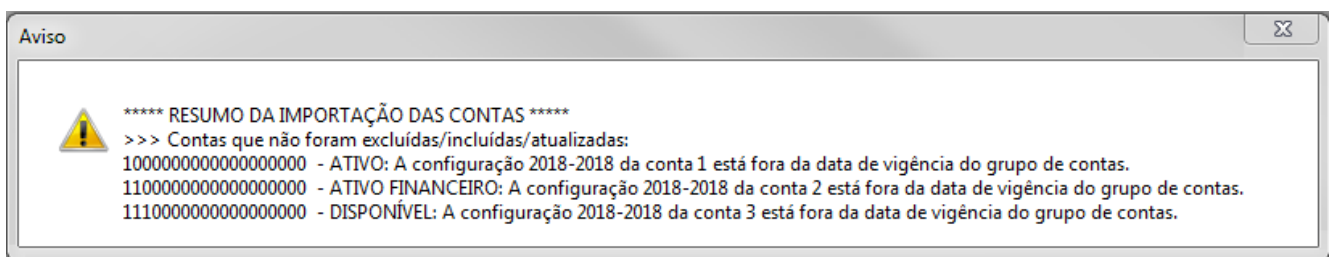 Aviso
***** RESUMO DA IMPORTAÇÃO DAS CONTAS *****
>>> Contas que não foram excluídas/incluídas/atualizadas:
1000000000000000000 - ATIVO: A configuração 2018-2018 da conta 1 está fora da data de vigência do grupo de contas.
1100000000000000000 - ATIVO FINANCEIRO: A configuração 2018-2018 da conta 2 está fora da data de vigência do grupo de contas.
1110000000000000000 - DISPONÍVEL: A configuração 2018-2018 da conta 3 está fora da data de vigência do grupo de contas.